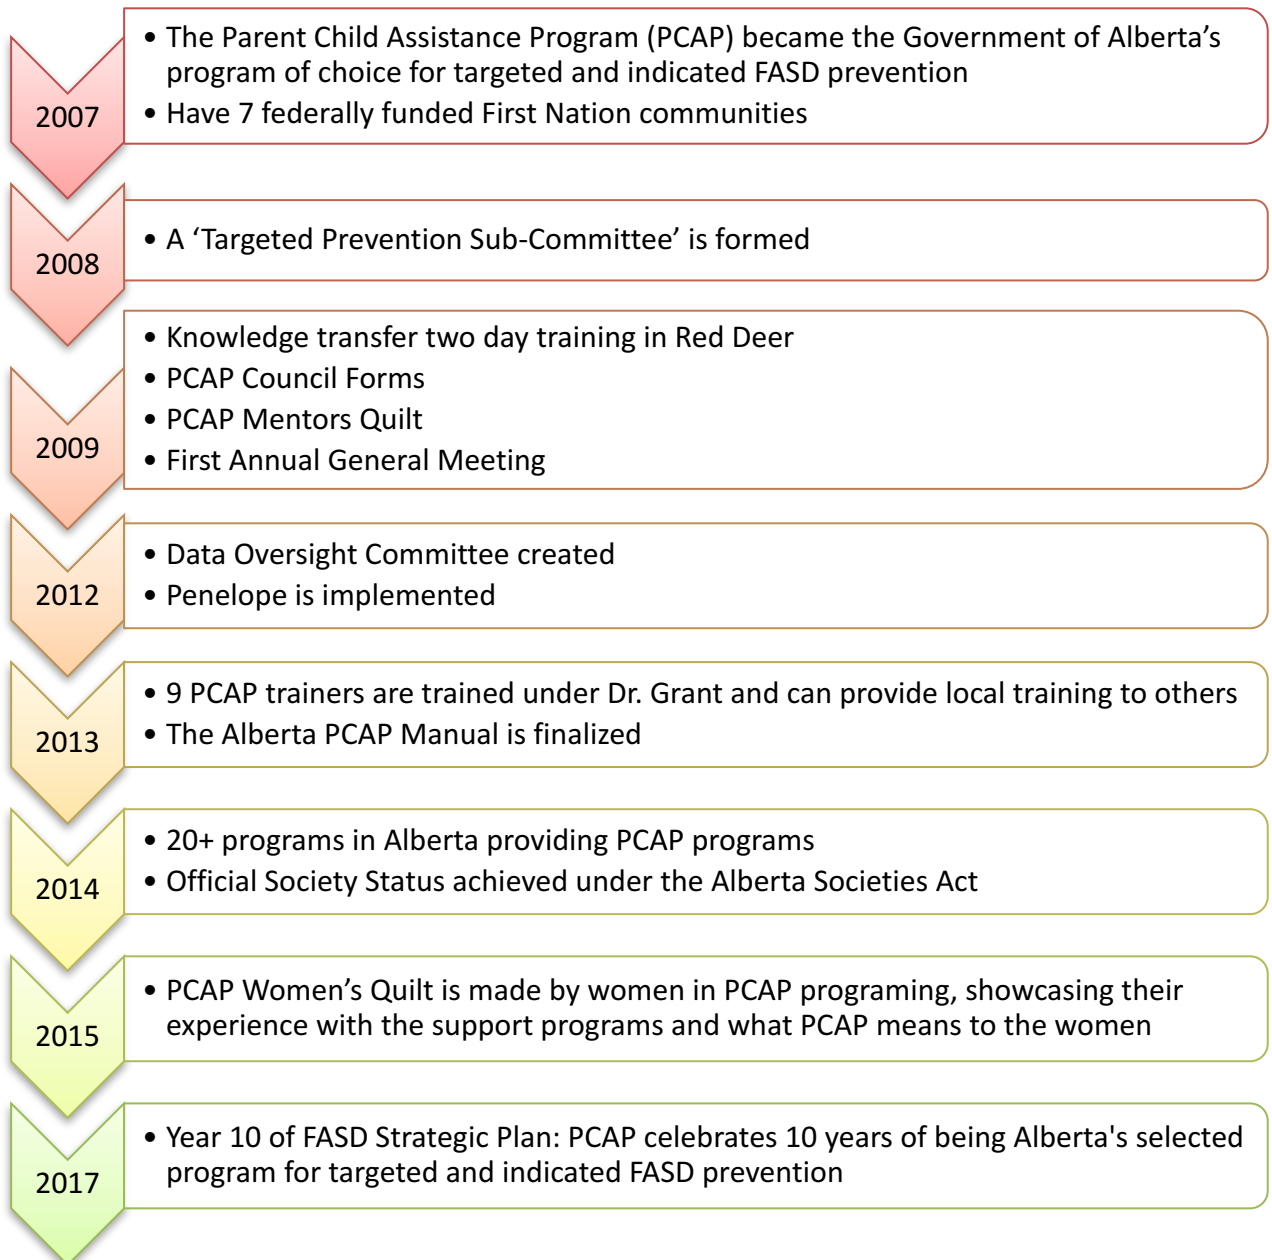 2007
• The Parent Child Assistance Program (PCAP) became the Government of Alberta’s
program of choice for targeted and indicated FASD prevention
• Have 7 federally funded First Nation communities
2008
• A ‘Targeted Prevention Sub-Committee’ is formed
2009
• Knowledge transfer two day training in Red Deer
• PCAP Council Forms
• PCAP Mentors Quilt
• First Annual General Meeting
2012
• Data Oversight Committee created
• Penelope is implemented
2013
• 9 PCAP trainers are trained under Dr. Grant and can provide local training to others
• The Alberta PCAP Manual is finalized
2014
• 20+ programs in Alberta providing PCAP programs
• Official Society Status achieved under the Alberta Societies Act
2015
• PCAP Women’s Quilt is made by women in PCAP programing, showcasing their
experience with the support programs and what PCAP means to the women
2017
• Year 10 of FASD Strategic Plan: PCAP celebrates 10 years of being Alberta's selected
program for targeted and indicated FASD prevention